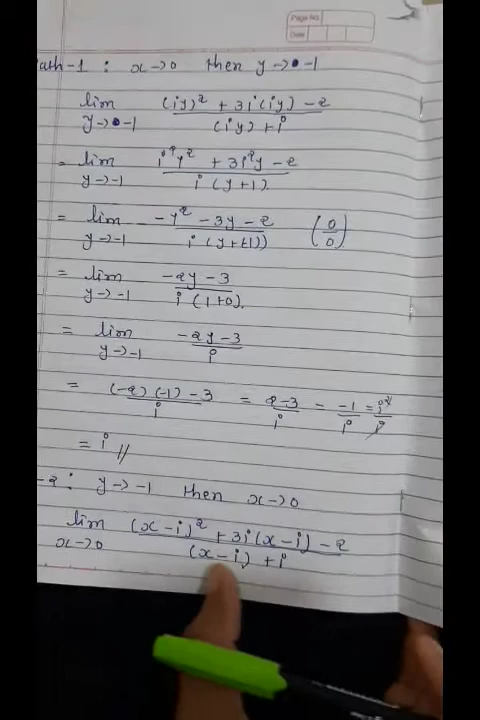 Page No.
Date
ath-1 : x→0 then y→-1
lim y→-1 (iy)² + 3i(iy) - 2 / (iy) + i
= lim y→-1 i²y² + 3i²y - 2 / i(y+1).
= lim y→-1 -y² - 3y - 2 / i(y+1)) (0/0)
= lim y→-1 -2y - 3 / i(1+0).
= lim y→-1 -2y - 3 / i
= (-2)(-1) - 3 / i = 2-3 / i = -1 / i = i² / i
= i //
-2 : y→-1 then x→0
lim x→0 (x-i)² + 3i(x-i) - 2 / (x-i) + i